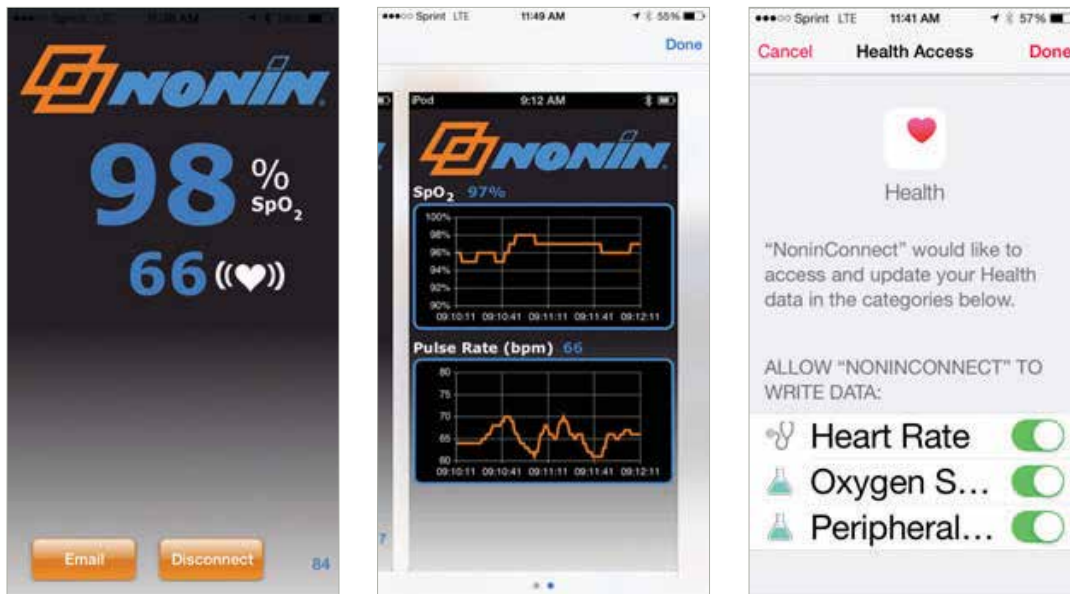 NONIN
98 % SpO2
66
Email Disconnect 84
Sprint LTE 11:49 AM 55%
Done
iPod 9:12 AM
NONIN
SpO2 97%
100%
98%
96%
94%
92%
90%
09:10:11 09:10:41 09:11:11 09:11:41 09:12:11
Pulse Rate (bpm) 66
80
75
70
65
60
09:10:11 09:10:41 09:11:11 09:11:41 09:12:11
7
Sprint LTE 11:41 AM 57%
Cancel Health Access Done
Health
"NoninConnect" would like to
access and update your Health
data in the categories below.
ALLOW "NONINCONNECT" TO
WRITE DATA:
Heart Rate
Oxygen S...
Peripheral...